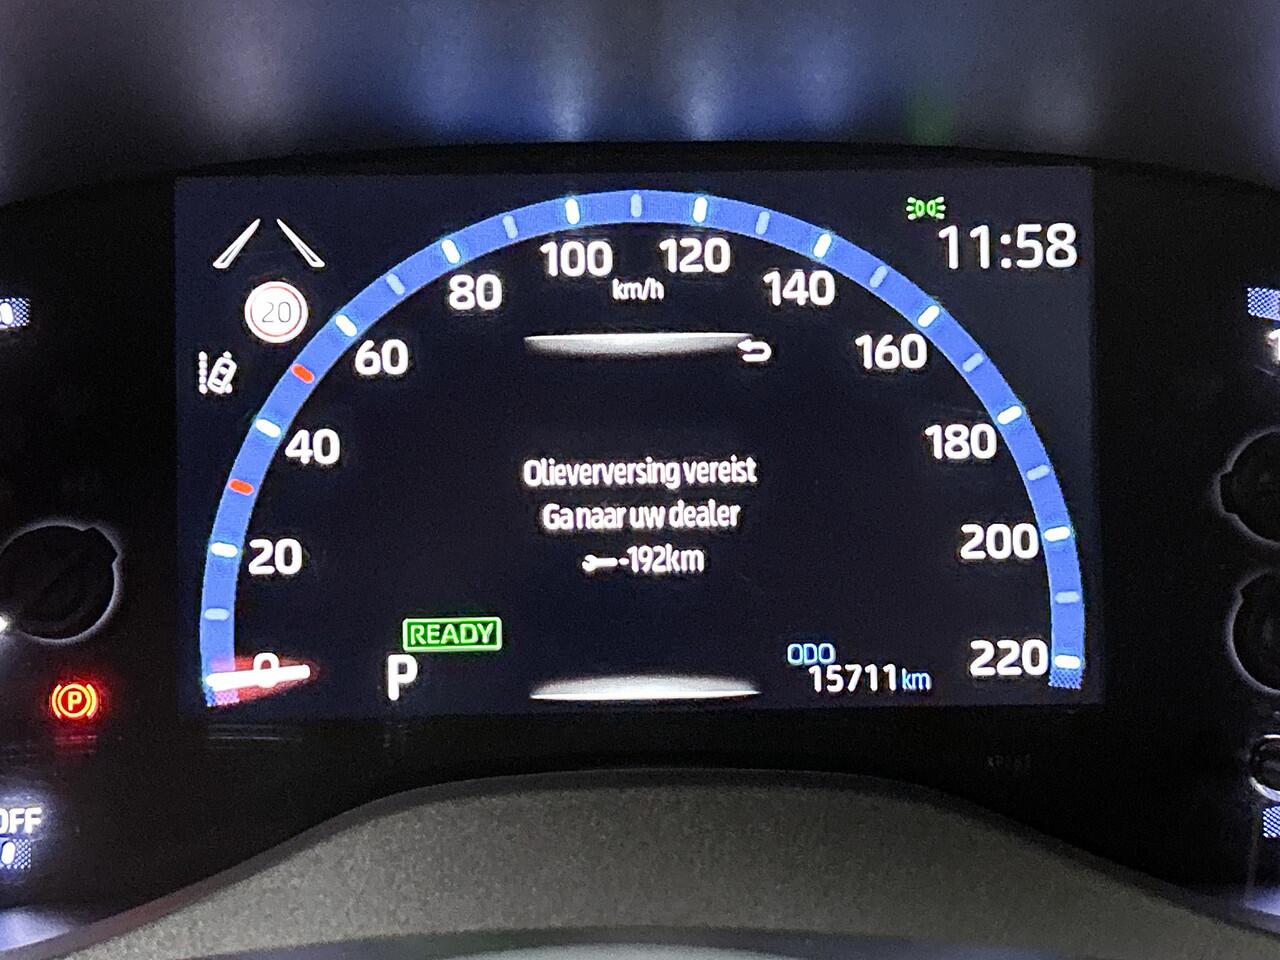 11:58
100 120
km/h
80 140
20
60 160
40 180
Olieverversing vereist
Ga naar uw dealer
-192km
20 200
READY
P
ODO
15711 km
0 220
P
OFF